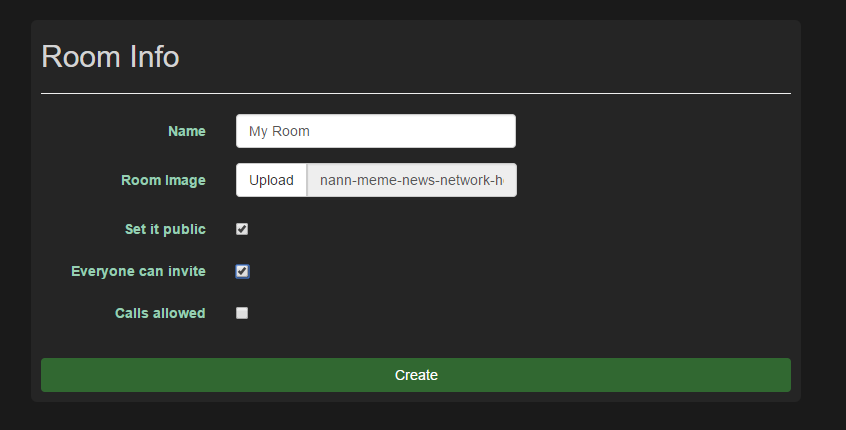 Room Info
Name My Room
Room Image Upload nann-meme-news-network-h
Set it public
Everyone can invite
Calls allowed
Create